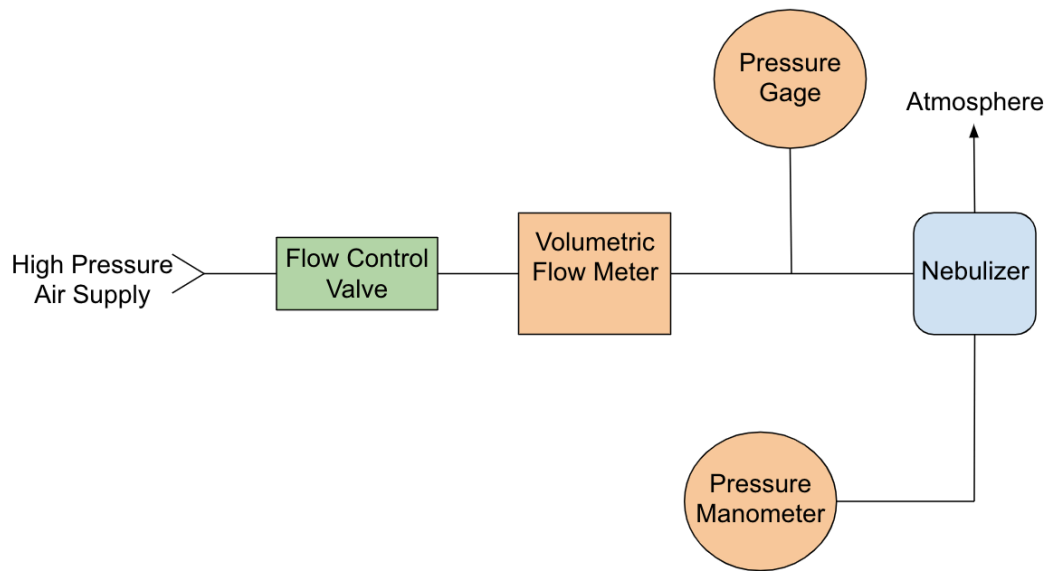 Pressure
Gage
Atmosphere
High Pressure
Air Supply
Flow Control
Valve
Volumetric
Flow Meter
Nebulizer
Pressure
Manometer